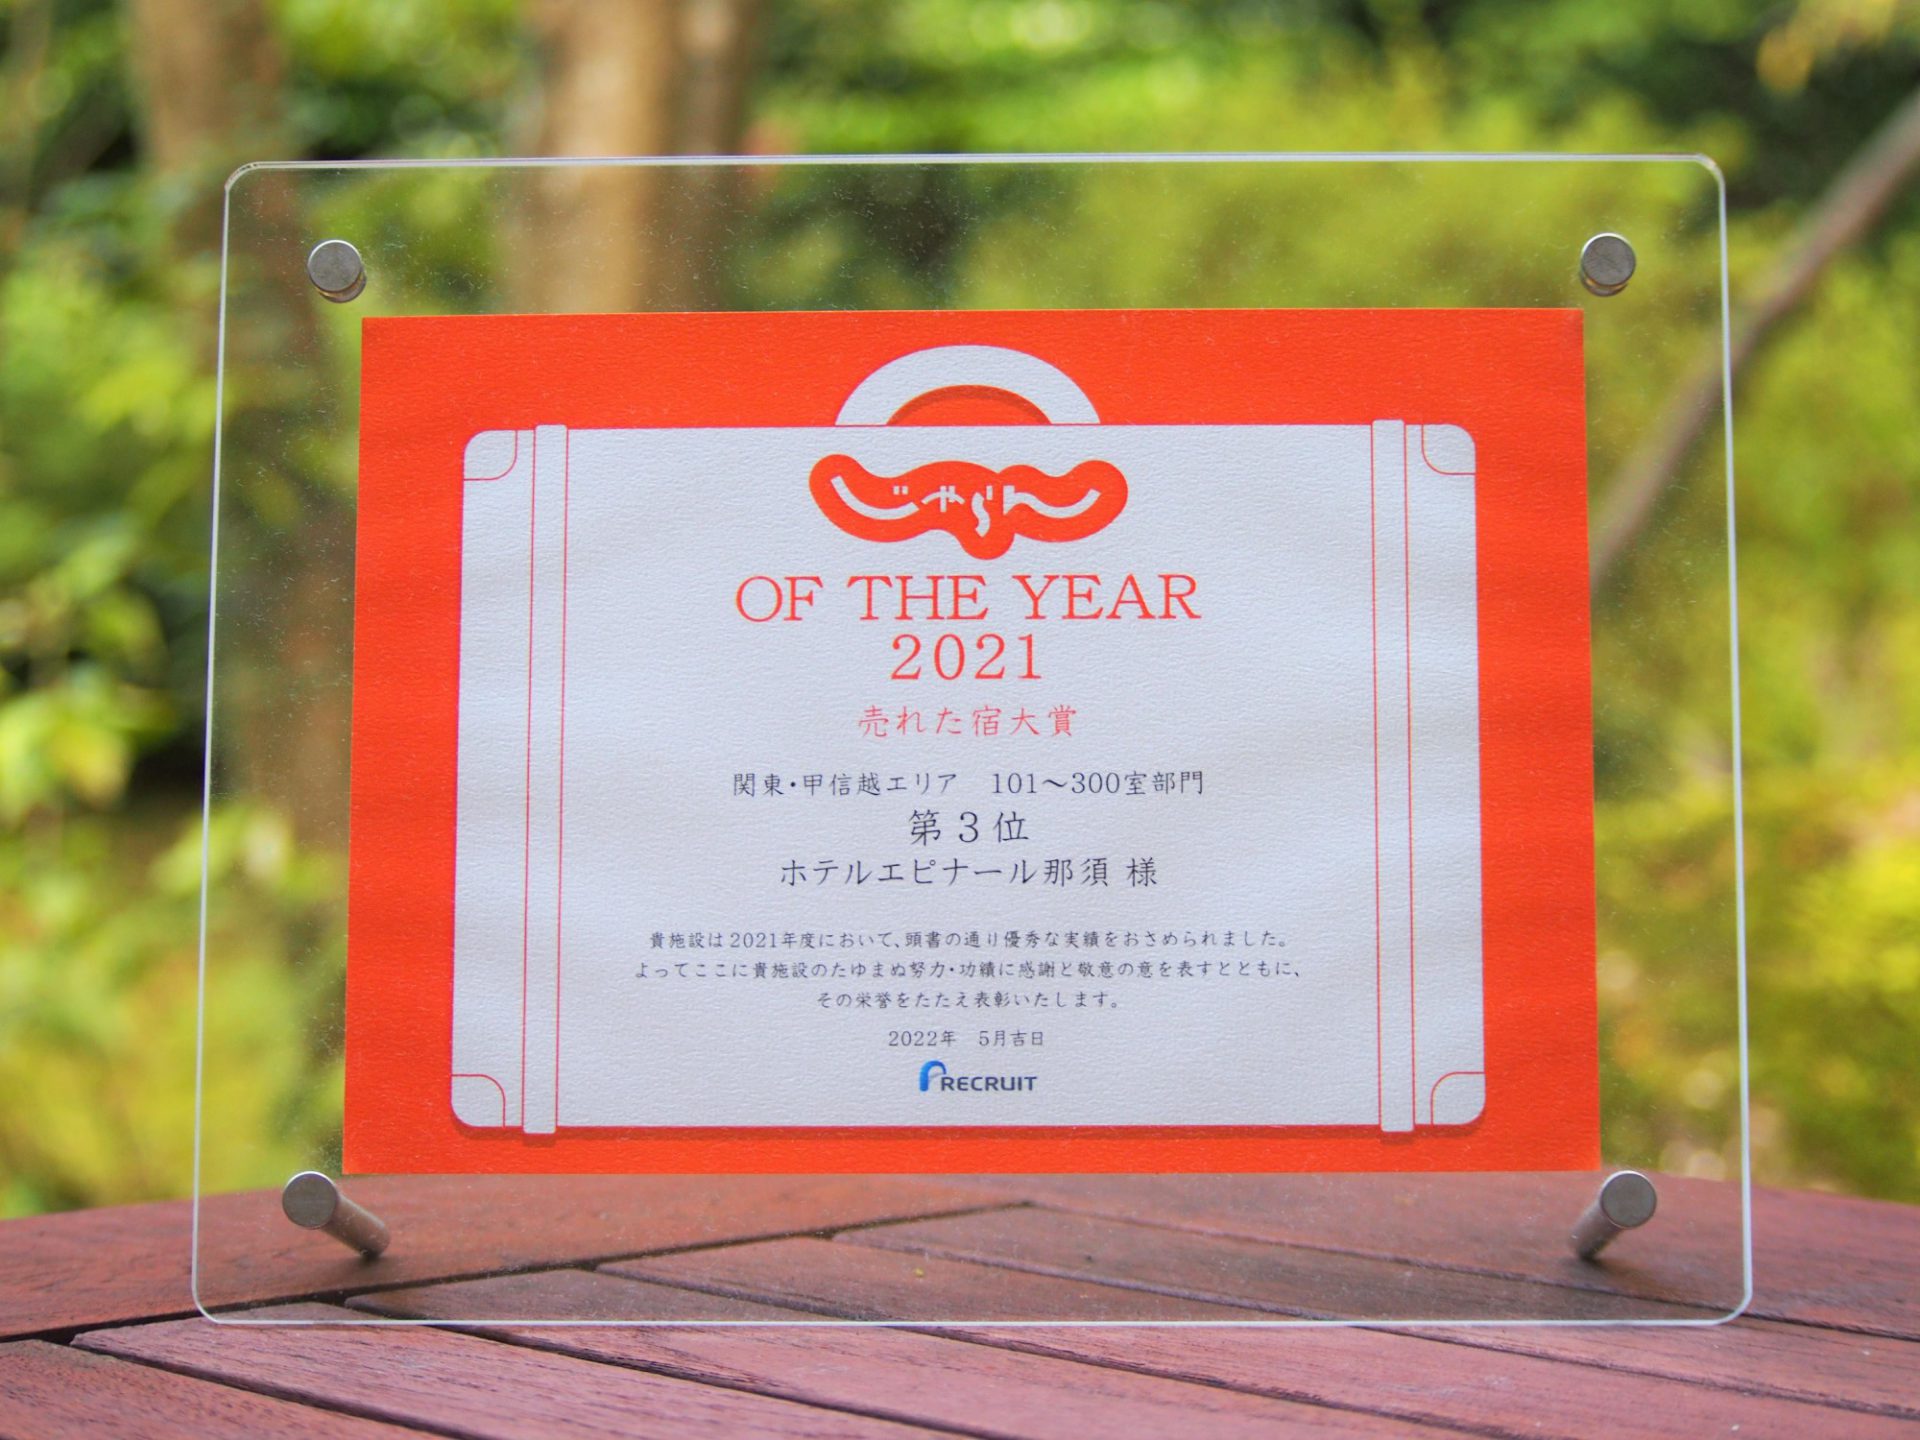 じゃらん
OF THE YEAR
2021
売れた宿大賞
関東・甲信越エリア　101〜300室部門
第3位
ホテルエピナール那須 様
貴施設は2021年度において、頭書の通り優秀な実績をおさめられました。
よってここに貴施設のたゆまぬ努力・功績に感謝と敬意の意を表すとともに、
その栄誉をたたえ表彰いたします。
2022年　5月吉日
RECRUIT